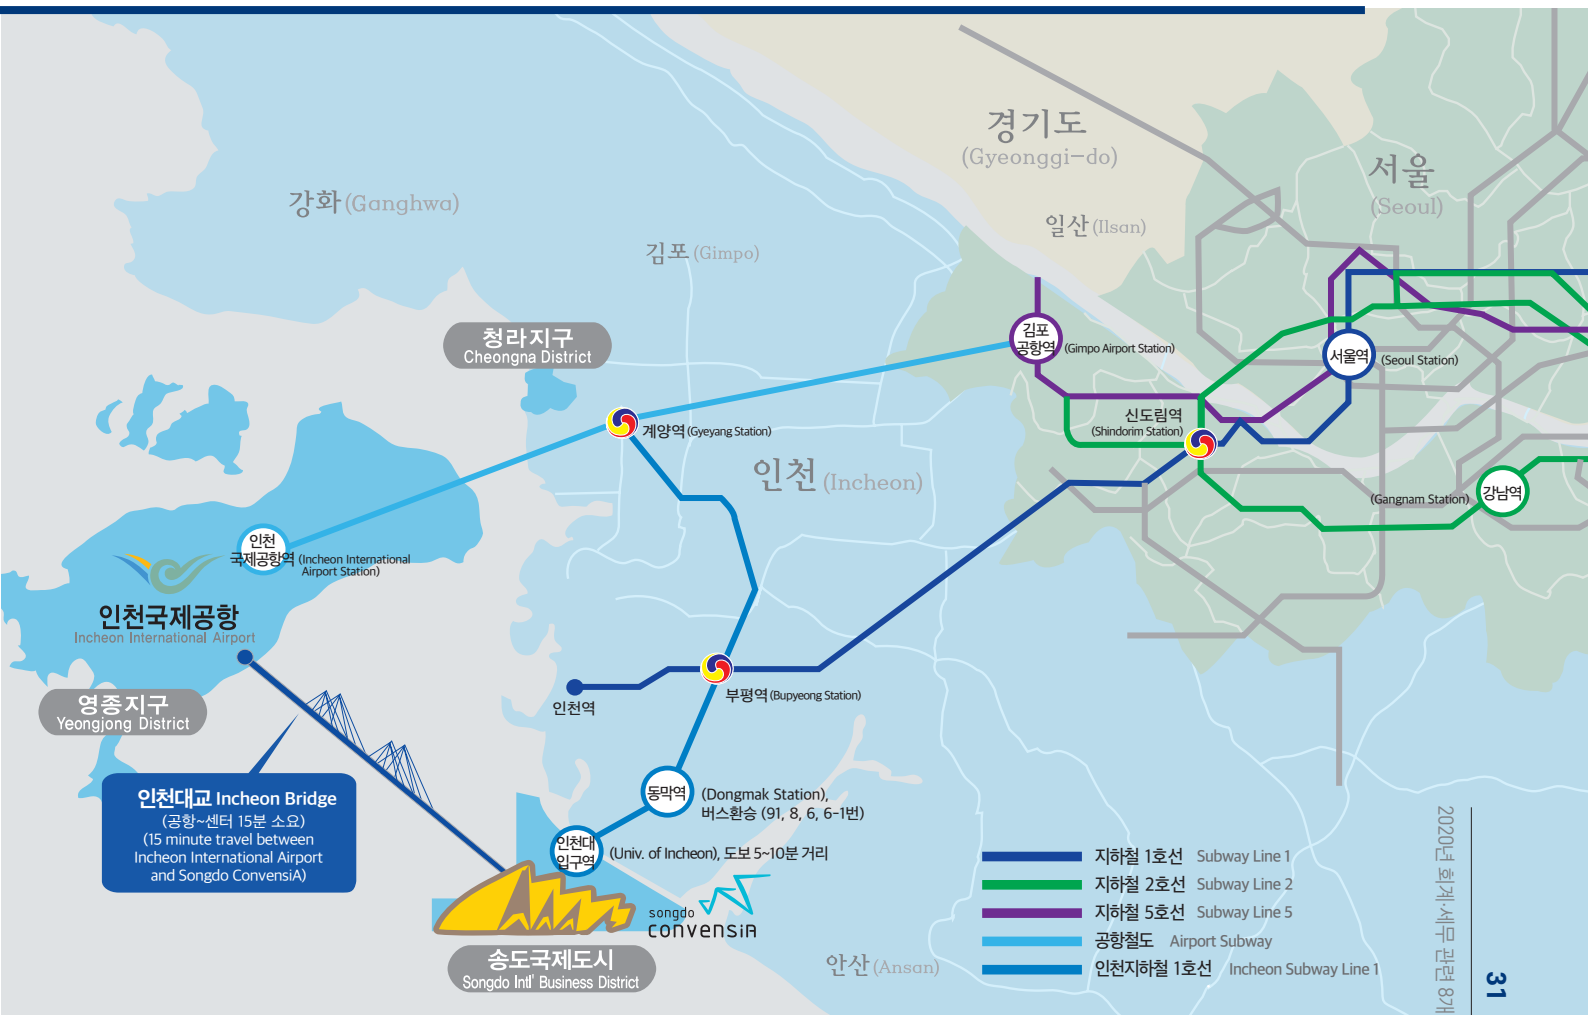 경기도
(Gyeonggi-do)
서울
(Seoul)
강화 (Ganghwa)
일산 (Ilsan)
김포 (Gimpo)
청라지구
Cheongna District
김포
공항역
(Gimpo Airport Station)
서울역
(Seoul Station)
신도림역
(Shindorim Station)
계양역 (Gyeyang Station)
인천 (Incheon)
(Gangnam Station)
강남역
인천
국제공항역
(Incheon International
Airport Station)
인천국제공항
Incheon International Airport
영종지구
Yeongjong District
인천역
부평역 (Bupyeong Station)
인천대교 Incheon Bridge
(공항~센터 15분 소요)
(15 minute travel between
Incheon International Airport
and Songdo ConvensiA)
동막역
(Dongmak Station),
버스환승 (91, 8, 6, 6-1번)
인천대
입구역
(Univ. of Incheon), 도보 5~10분 거리
songdo
convensia
송도국제도시
Songdo Intl' Business District
안산 (Ansan)
지하철 1호선 Subway Line 1
지하철 2호선 Subway Line 2
지하철 5호선 Subway Line 5
공항철도 Airport Subway
인천지하철 1호선 Incheon Subway Line 1
2020년 회계·세무 관련 8개
31